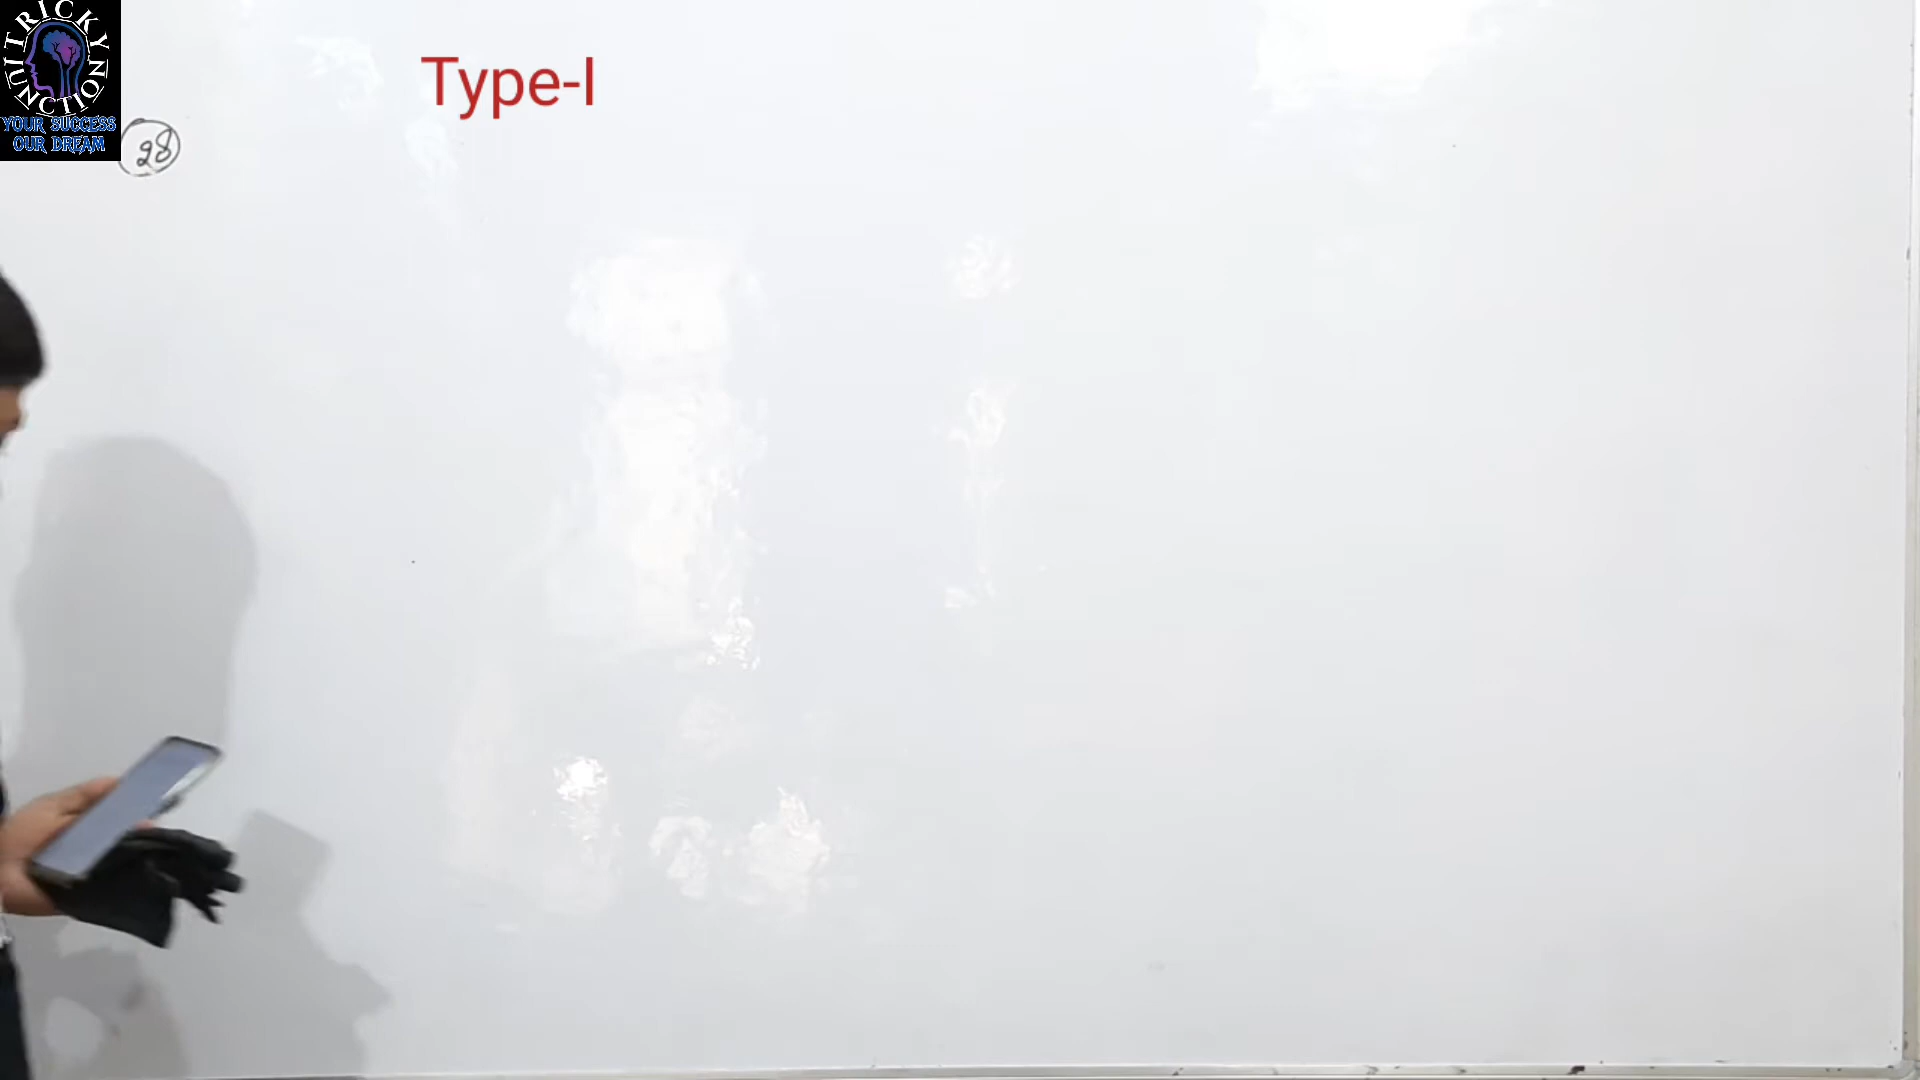 TRICKY
JUNCTION
YOUR SUCCESS
OUR DREAM
Type-I
28